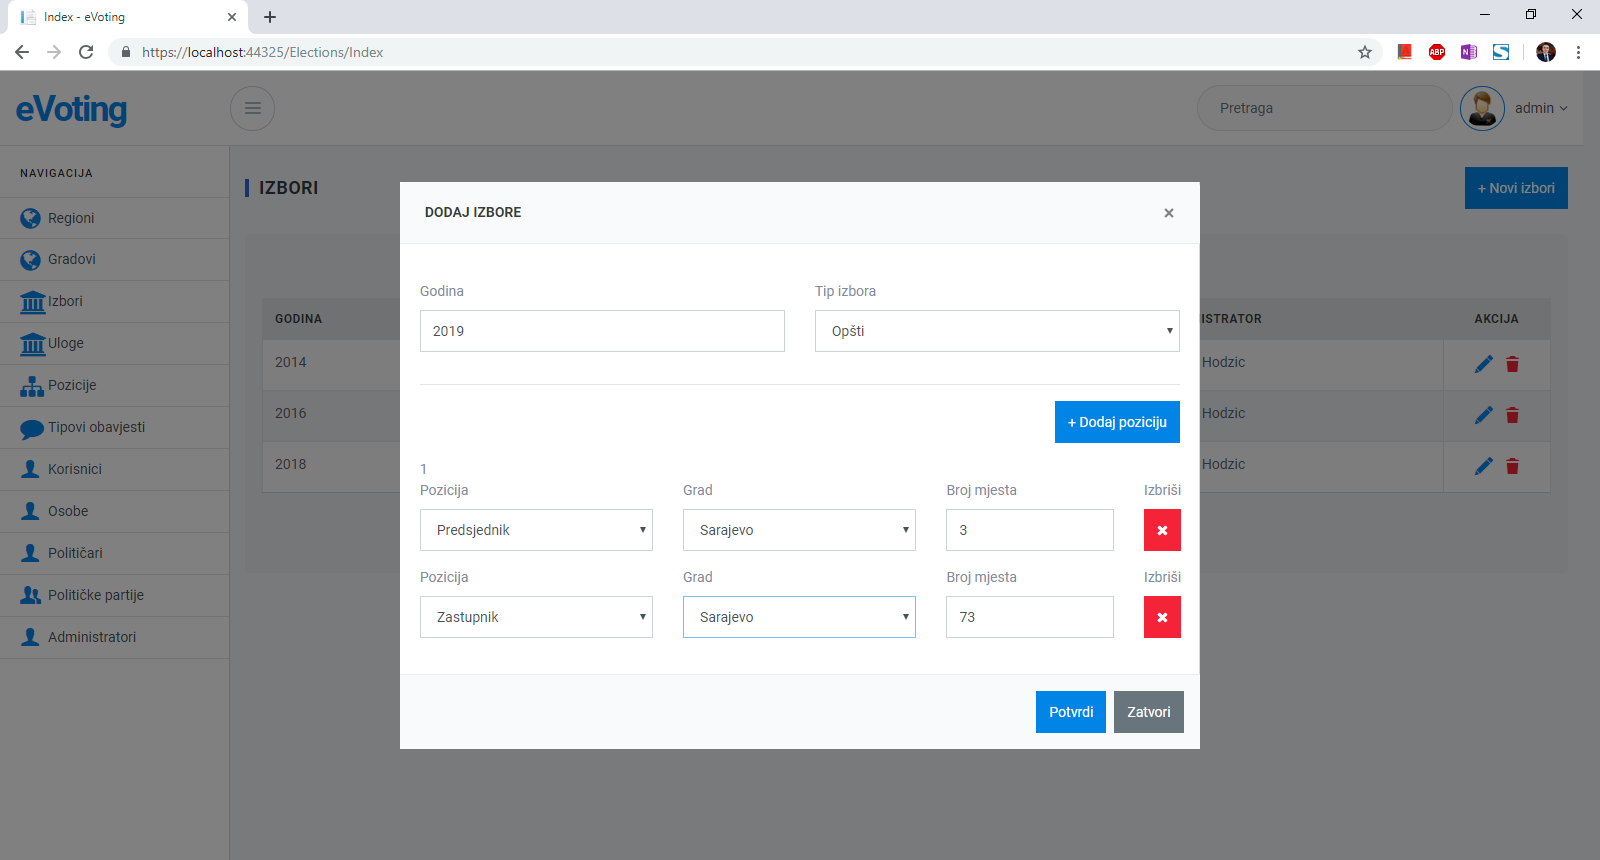 Index - eVoting
https://localhost:44325/Elections/Index
ABP
N
S
eVoting
Pretraga
admin
NAVIGACIJA
Regioni
Gradovi
Izbori
Uloge
Pozicije
Tipovi obavjesti
Korisnici
Osobe
Političari
Političke partije
Administratori
IZBORI
+ Novi izbori
GODINA
ISTRATOR
AKCIJA
2014
Hodzic
2016
Hodzic
2018
Hodzic
DODAJ IZBORE
Godina
Tip izbora
2019
Opšti
+ Dodaj poziciju
1
Pozicija
Grad
Broj mjesta
Izbriši
Predsjednik
Sarajevo
3
Pozicija
Grad
Broj mjesta
Izbriši
Zastupnik
Sarajevo
73
Potvrdi
Zatvori